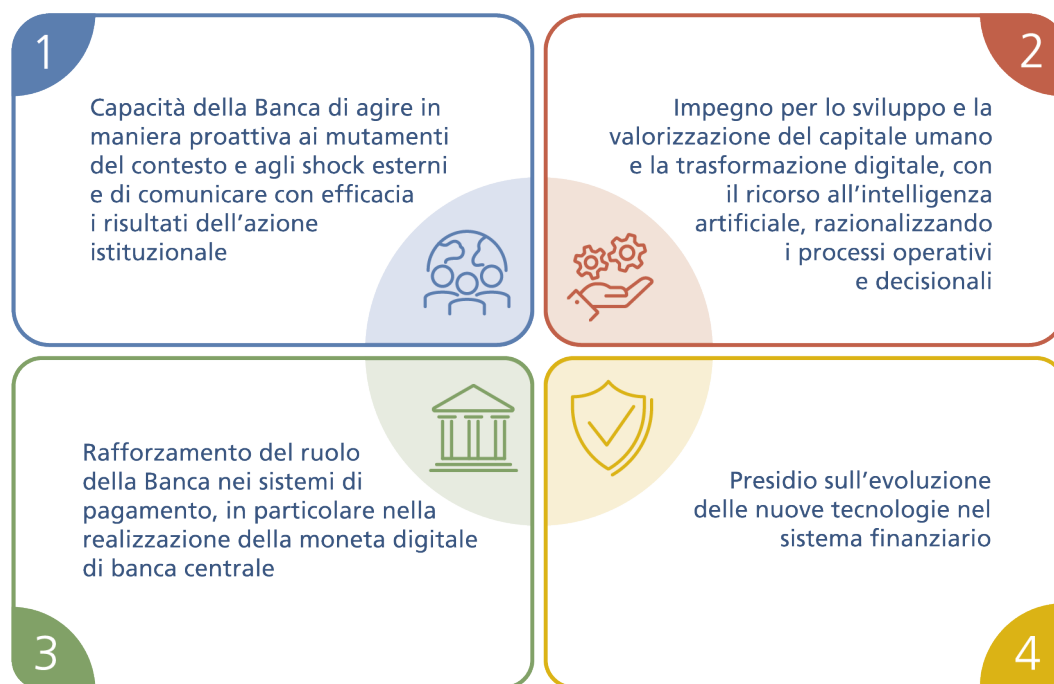 1
Capacità della Banca di agire in
maniera proattiva ai mutamenti
del contesto e agli shock esterni
e di comunicare con efficacia
i risultati dell'azione
istituzionale
2
Impegno per lo sviluppo e la
valorizzazione del capitale umano
e la trasformazione digitale, con
il ricorso all'intelligenza
artificiale, razionalizzando
i processi operativi
e decisionali
3
Rafforzamento del ruolo
della Banca nei sistemi di
pagamento, in particolare nella
realizzazione della moneta digitale
di banca centrale
4
Presidio sull'evoluzione
delle nuove tecnologie nel
sistema finanziario